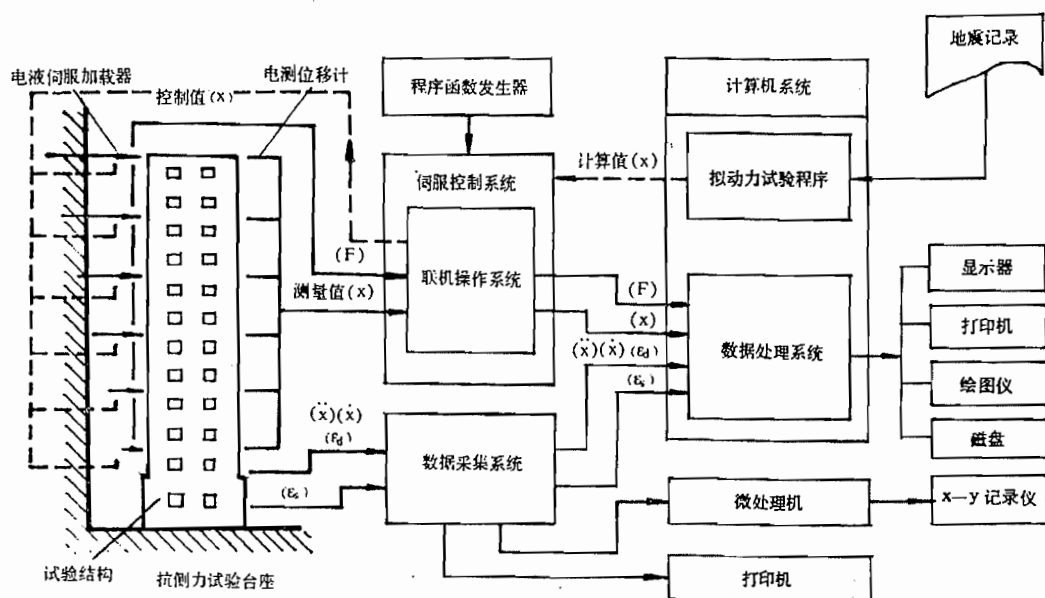 地震记录
电液伺服加载器
电测位移计
控制值(x)
程序函数发生器
计算机系统
计算值(x)
拟动力试验程序
伺服控制系统
(F)
联机操作系统
测量值(x)
(F)
(x)
(ẍ)(ẋ)(εd)
(εs)
数据处理系统
显示器
打印机
绘图仪
磁盘
(ẍ)(ẋ)
(εd)
(εs)
数据采集系统
微处理机
x—y 记录仪
打印机
试验结构
抗侧力试验台座